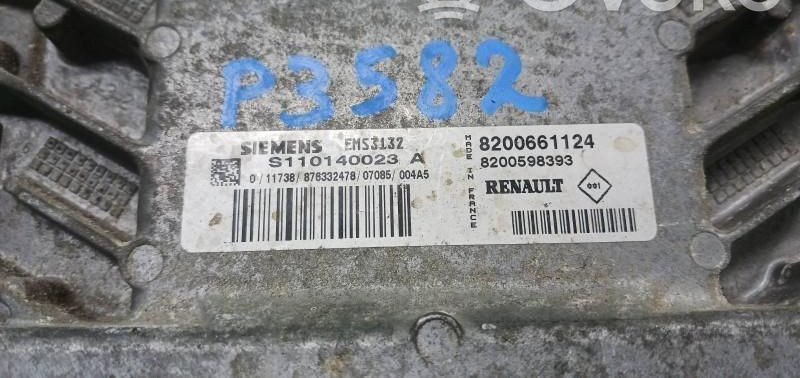 P3582
SIEMENS EMS3132
S110140023 A
0/11738/876332478/07085/004A5
MADE IN FRANCE
8200661124
8200598393
RENAULT
001